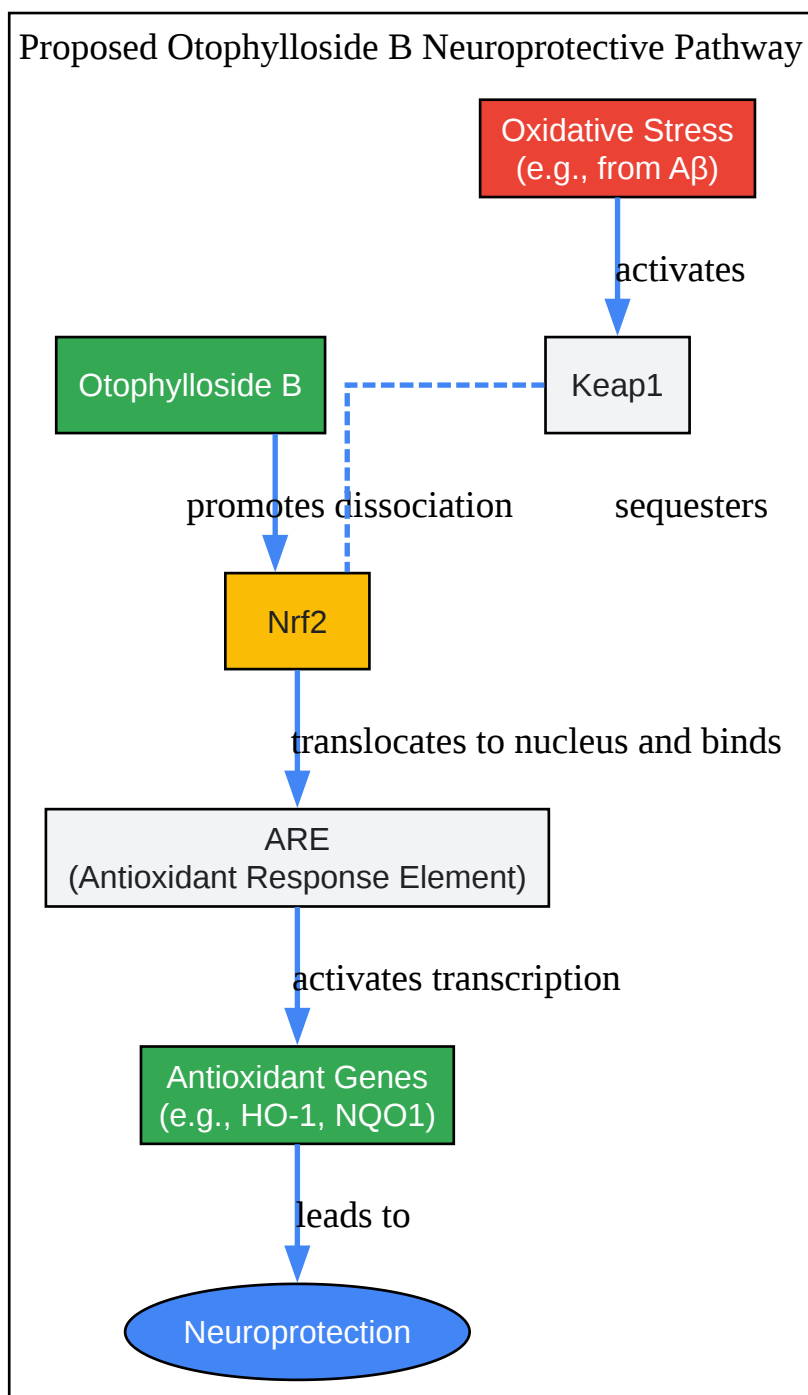 Proposed Otophylloside B Neuroprotective Pathway
Oxidative Stress
(e.g., from Aβ)
activates
Otophylloside B
Keap1
promotes dissociation
sequesters
Nrf2
translocates to nucleus and binds
ARE
(Antioxidant Response Element)
activates transcription
Antioxidant Genes
(e.g., HO-1, NQO1)
leads to
Neuroprotection